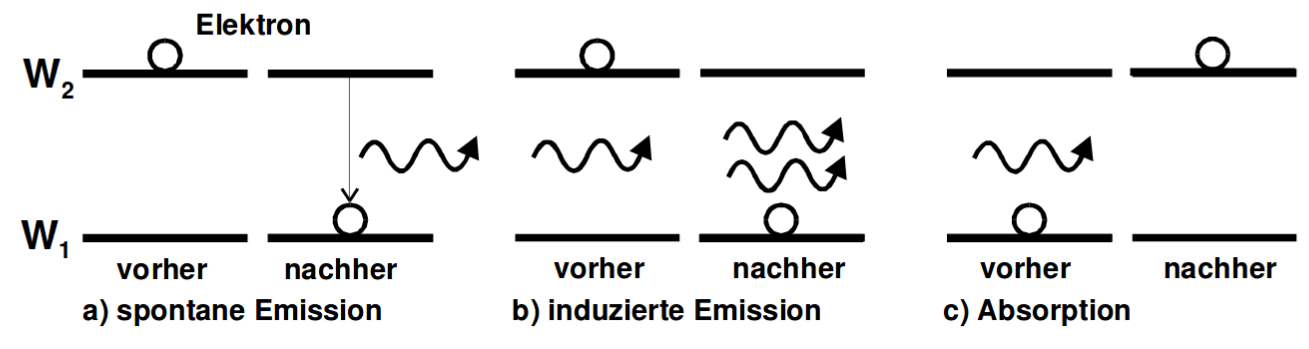 Elektron
W₂
W₁
vorher nachher vorher nachher vorher nachher
a) spontane Emission b) induzierte Emission c) Absorption